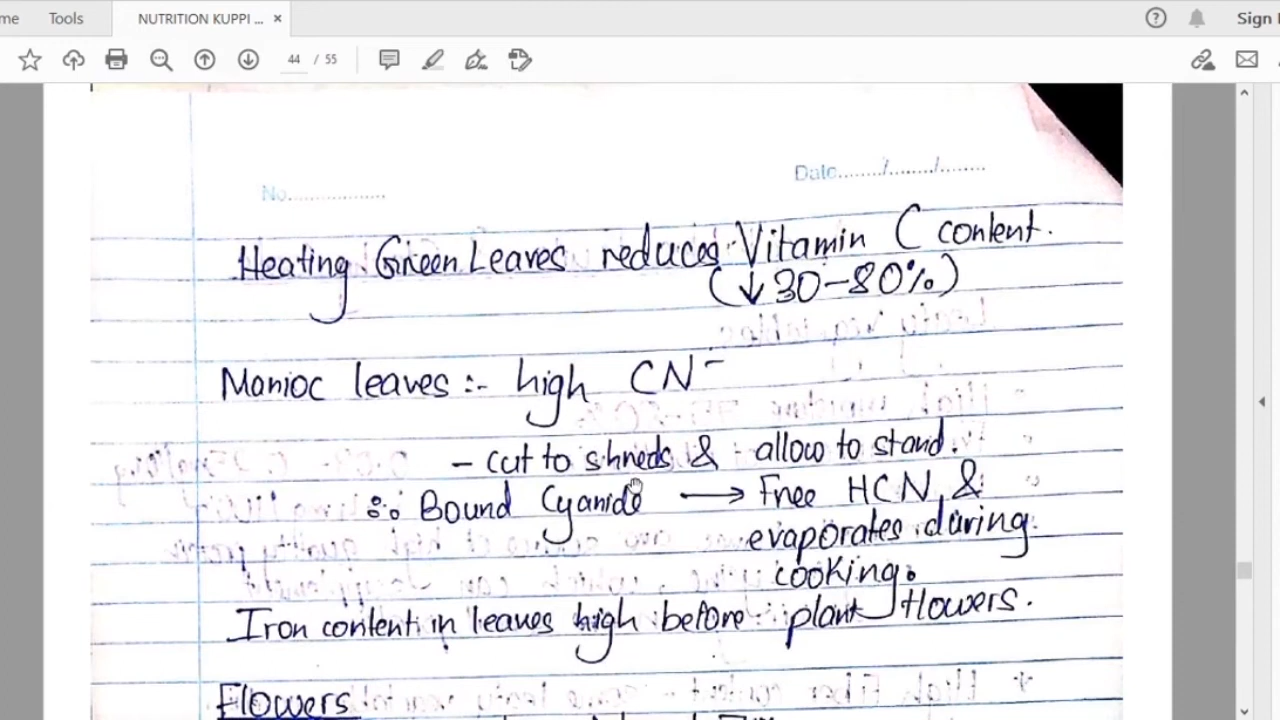 me Tools NUTRITION KUPPI ... × Sign
44 / 55
No................ Date......../......../........
Heating Green Leaves reduces Vitamin C content.
(↓ 30-80%)
Manioc leaves :- high CN⁻
- cut to shreds & allow to stand.
∴ Bound Cyanide → Free HCN, &
evaporates during
cooking.
Iron content in leaves high before plant flowers.
Flowers